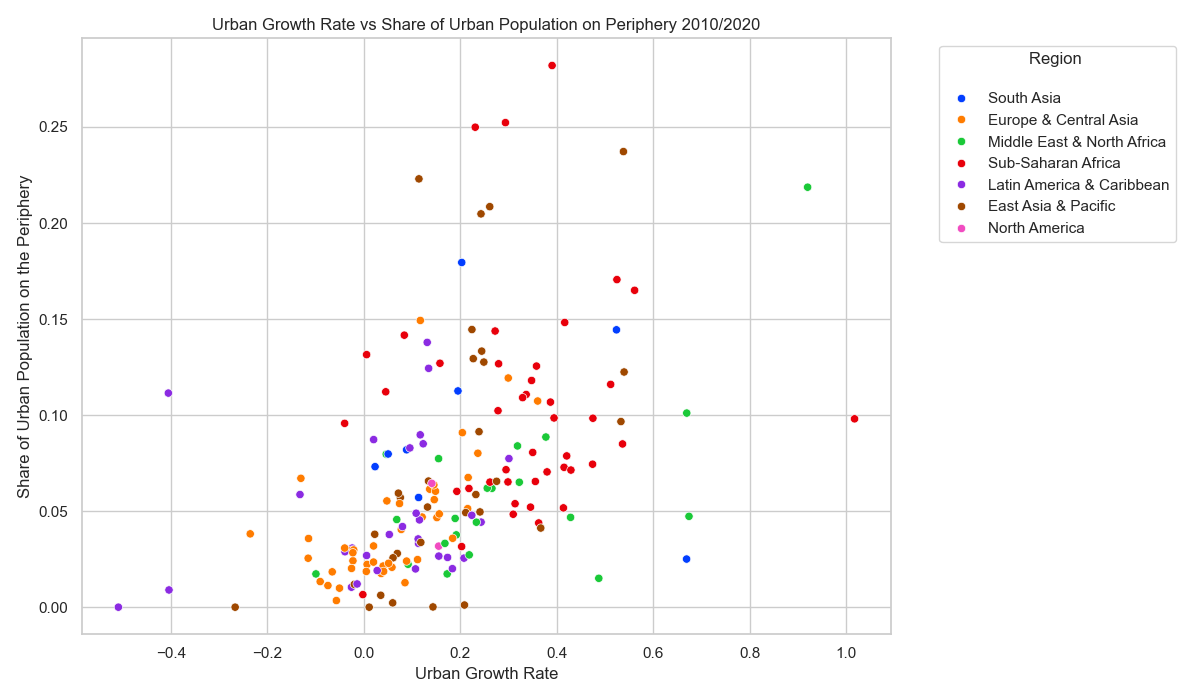 Urban Growth Rate vs Share of Urban Population on Periphery 2010/2020
Share of Urban Population on the Periphery
0.25
0.20
0.15
0.10
0.05
0.00
−0.4
−0.2
0.0
0.2
0.4
0.6
0.8
1.0
Urban Growth Rate
Region
South Asia
Europe & Central Asia
Middle East & North Africa
Sub-Saharan Africa
Latin America & Caribbean
East Asia & Pacific
North America